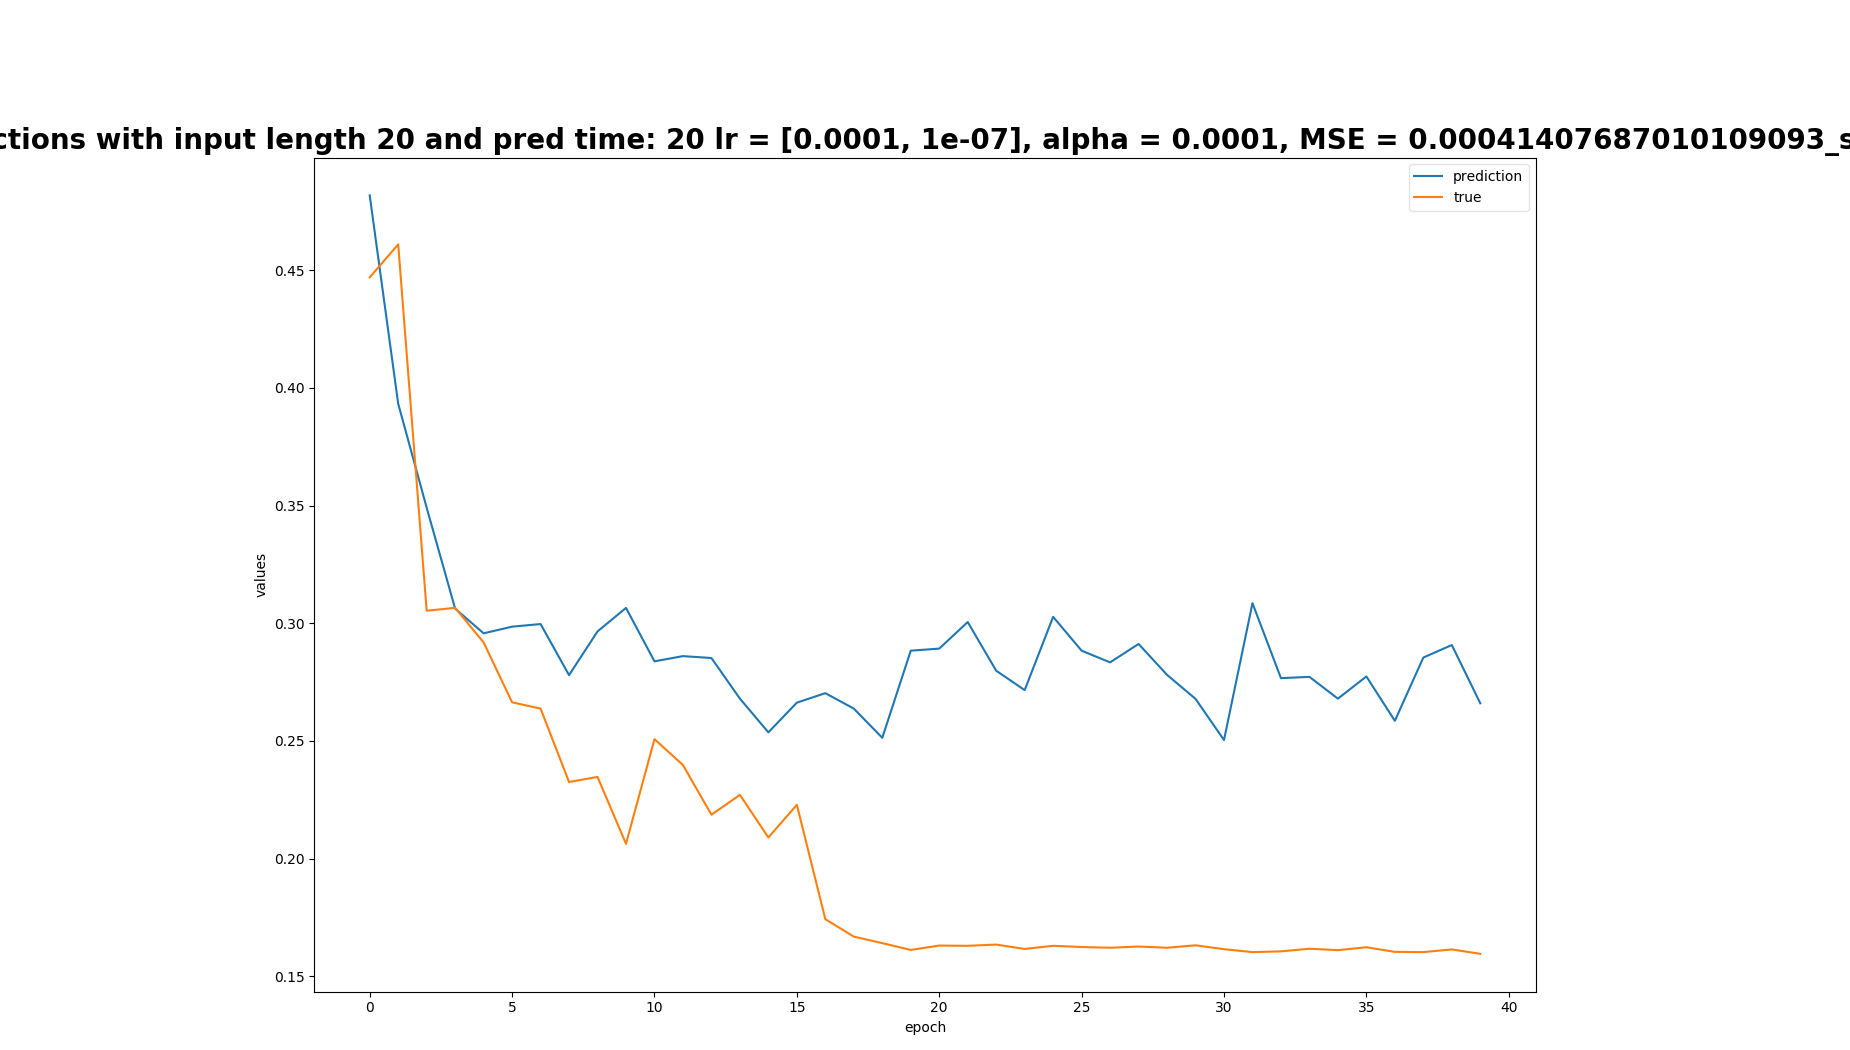 with input length 20 and pred time: 20 lr = [0.0001, 1e-07], alpha = 0.0001, MSE = 0.00041407687010109093_s
prediction
true
0.45
0.40
0.35
0.30
0.25
0.20
0.15
values
0 5 10 15 20 25 30 35 40
epoch